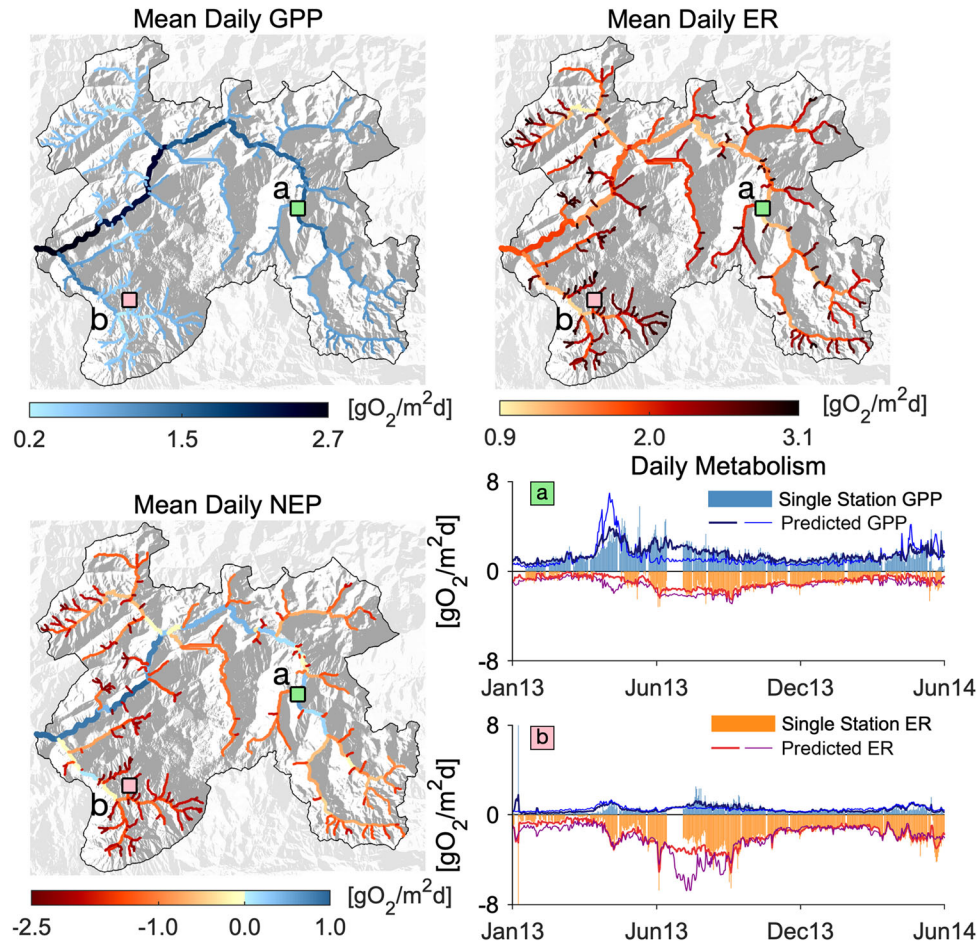 Mean Daily GPP
a
b
[gO₂/m²d]
0.2 1.5 2.7
Mean Daily ER
a
b
[gO₂/m²d]
0.9 2.0 3.1
Mean Daily NEP
a
b
[gO₂/m²d]
-2.5 -1.0 0.0 1.0
Daily Metabolism
a
Single Station GPP
Predicted GPP
[gO₂/m²d]
8
0
-8
Jan13 Jun13 Dec13 Jun14
b
Single Station ER
Predicted ER
[gO₂/m²d]
8
0
-8
Jan13 Jun13 Dec13 Jun14